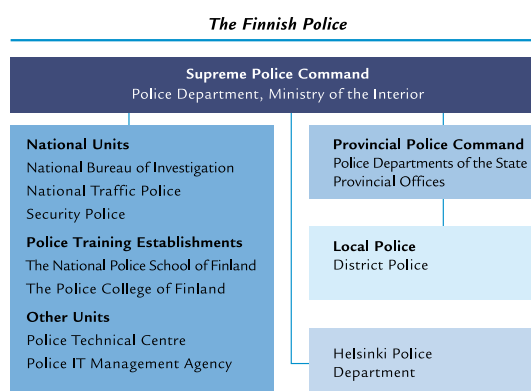 The Finnish Police
Supreme Police Command
Police Department, Ministry of the Interior
National Units
National Bureau of Investigation
National Traffic Police
Security Police
Police Training Establishments
The National Police School of Finland
The Police College of Finland
Other Units
Police Technical Centre
Police IT Management Agency
Provincial Police Command
Police Departments of the State
Provincial Offices
Local Police
District Police
Helsinki Police
Department